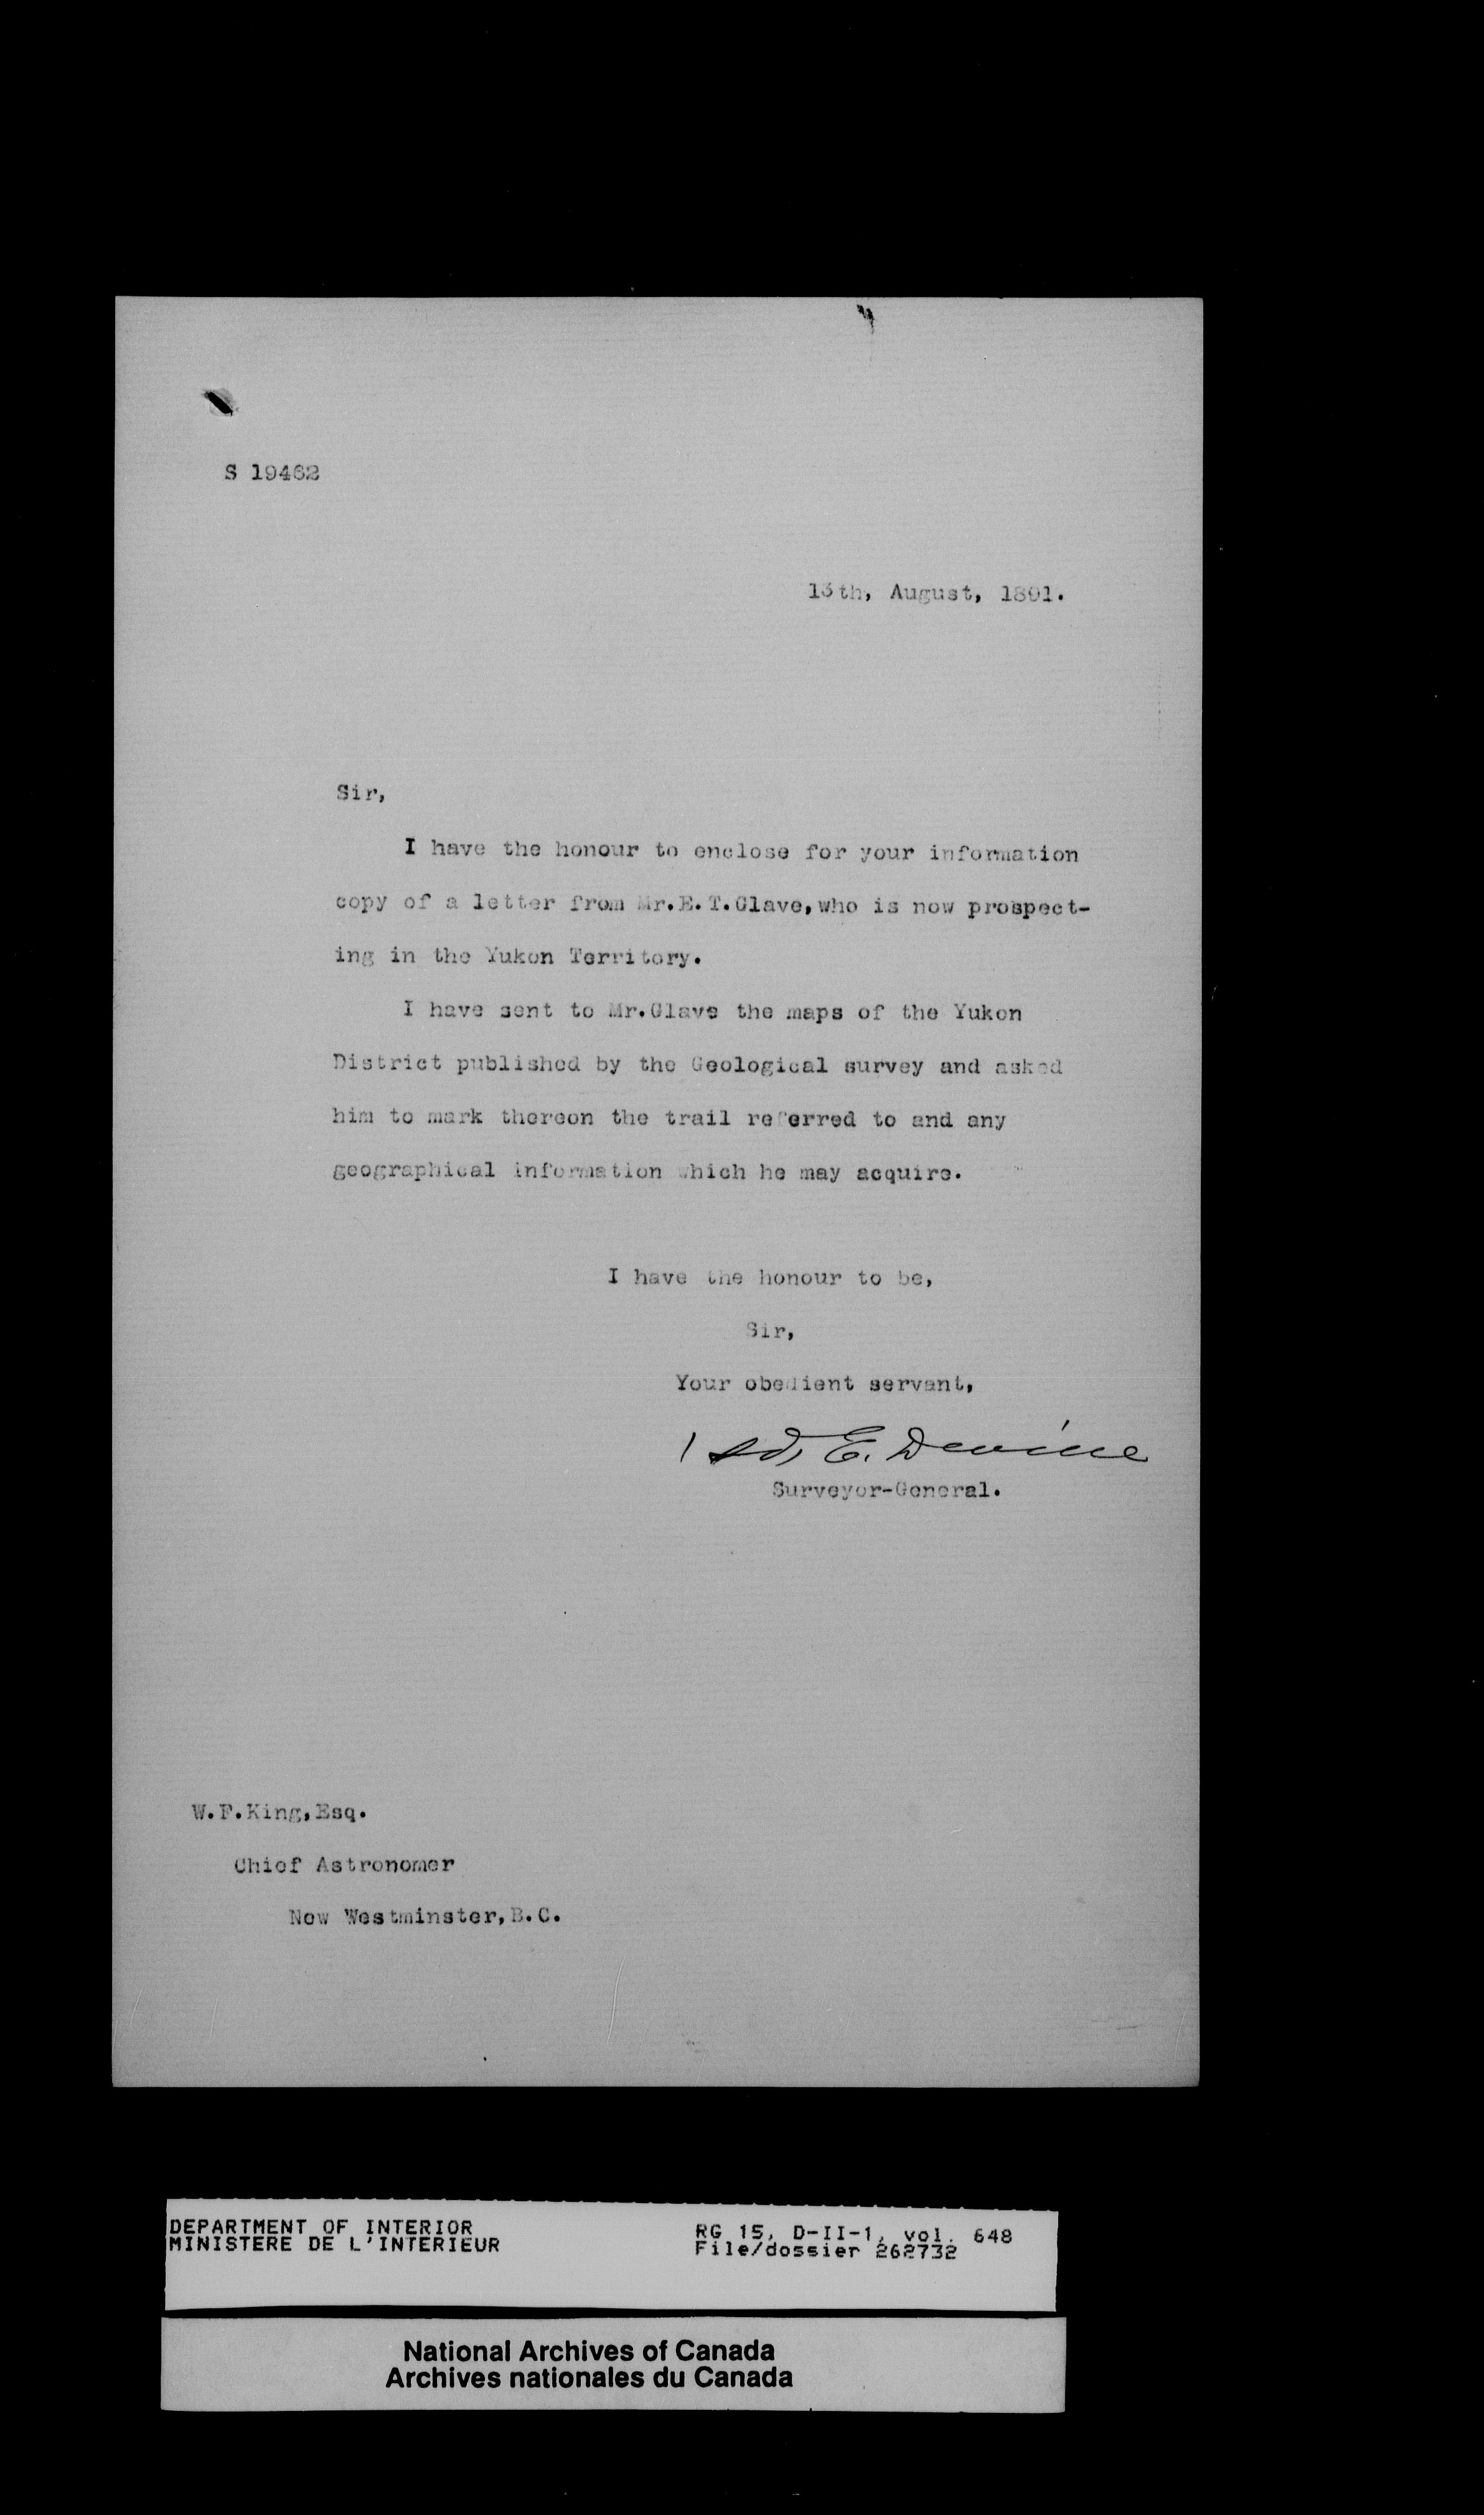 S 19462
13th, August, 1891.
Sir,
I have the honour to enclose for your information
copy of a letter from Mr.E.T.Glave,who is now prospect-
ing in the Yukon Territory.
I have sent to Mr.Glave the maps of the Yukon
District published by the Geological survey and asked
him to mark thereon the trail referred to and any
geographical information which he may acquire.
I have the honour to be,
Sir,
Your obedient servant,
sd, E. Devine
Surveyor-General.
W.F.King,Esq.
Chief Astronomer
New Westminster,B.C.
DEPARTMENT OF INTERIOR
MINISTERE DE L'INTERIEUR
RG 15, D-II-1, vol. 648
File/dossier 262732
National Archives of Canada
Archives nationales du Canada